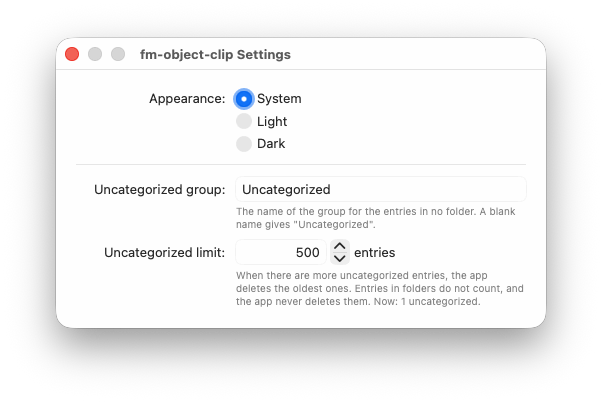 fm-object-clip Settings
Appearance: System
Light
Dark
Uncategorized group: Uncategorized
The name of the group for the entries in no folder. A blank
name gives "Uncategorized".
Uncategorized limit: 500 entries
When there are more uncategorized entries, the app
deletes the oldest ones. Entries in folders do not count, and
the app never deletes them. Now: 1 uncategorized.